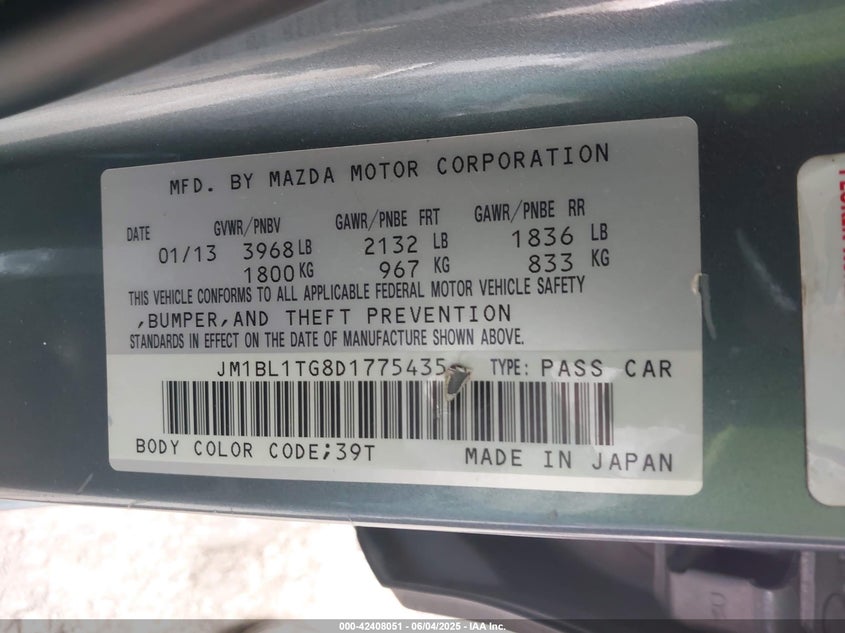 MFD. BY MAZDA MOTOR CORPORATION
DATE GVWR/PNBV GAWR/PNBE FRT GAWR/PNBE RR
01/13 3968 LB 2132 LB 1836 LB
1800 KG 967 KG 833 KG
THIS VEHICLE CONFORMS TO ALL APPLICABLE FEDERAL MOTOR VEHICLE SAFETY
,BUMPER,AND THEFT PREVENTION
STANDARDS IN EFFECT ON THE DATE OF MANUFACTURE SHOWN ABOVE.
JM1BL1TG8D1775435 TYPE: PASS CAR
BODY COLOR CODE;39T MADE IN JAPAN
000-42408051 - 06/04/2025 - IAA Inc.